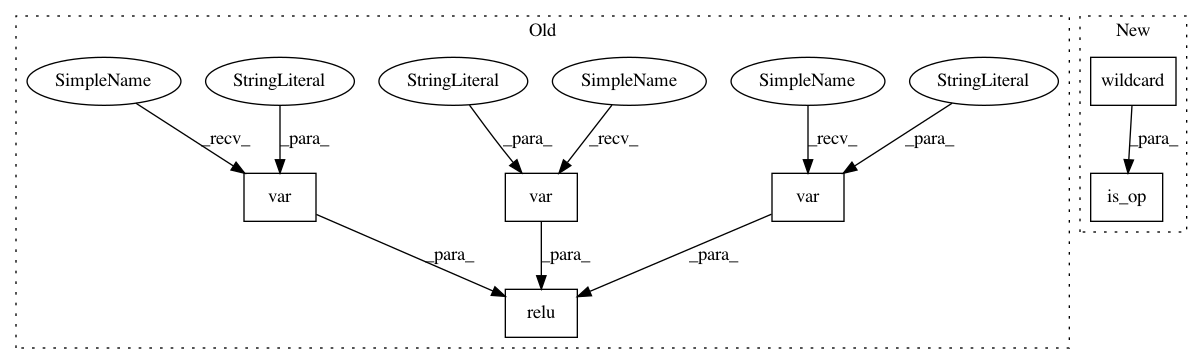 Old
New
SimpleName
StringLiteral
StringLiteral
SimpleName
SimpleName
StringLiteral
wildcard
_recv_
_para_
_para_
_recv_
_recv_
_para_
_para_
var
var
var
is_op
_para_
_para_
_para_
relu